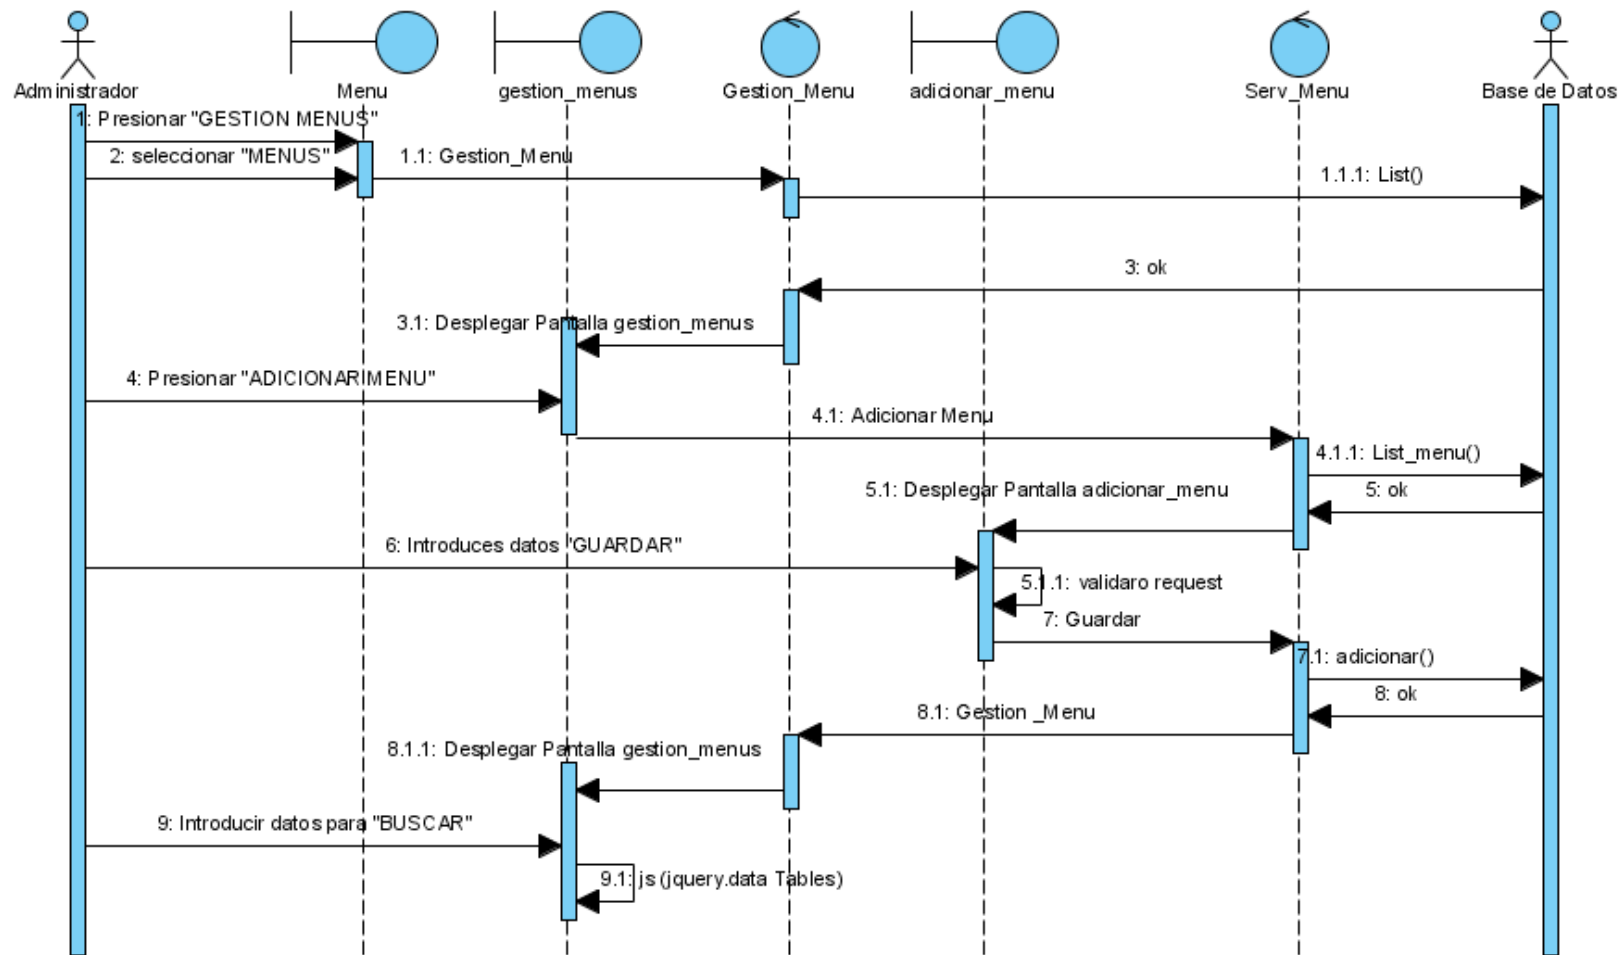 Administrador
Menu
gestion_menus
Gestion_Menu
adicionar_menu
Serv_Menu
Base de Datos
1: Presionar "GESTION MENUS"
2: seleccionar "MENUS"
1.1: Gestion_Menu
1.1.1: List()
3: ok
3.1: Desplegar Pantalla gestion_menus
4: Presionar "ADICIONAR MENU"
4.1: Adicionar Menu
4.1.1: List_menu()
5.1: Desplegar Pantalla adicionar_menu
5: ok
6: Introduces datos "GUARDAR"
5.1.1: validaro request
7: Guardar
7.1: adicionar()
8: ok
8.1: Gestion _Menu
8.1.1: Desplegar Pantalla gestion_menus
9: Introducir datos para "BUSCAR"
9.1: js (jquery.data Tables)